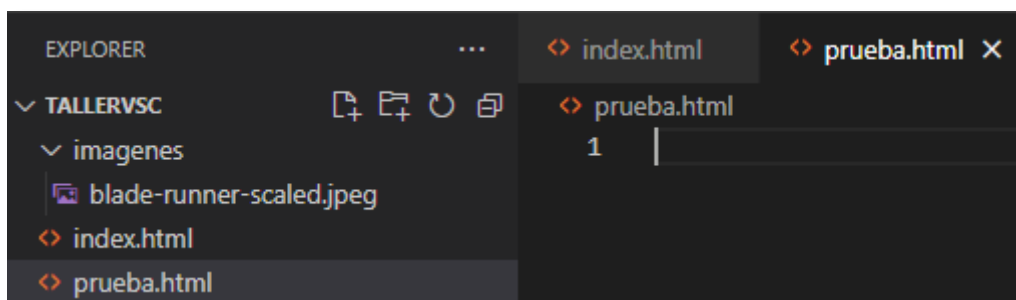 EXPLORER
TALLERVSC
imagenes
blade-runner-scaled.jpeg
index.html
prueba.html
index.html
prueba.html
prueba.html
1